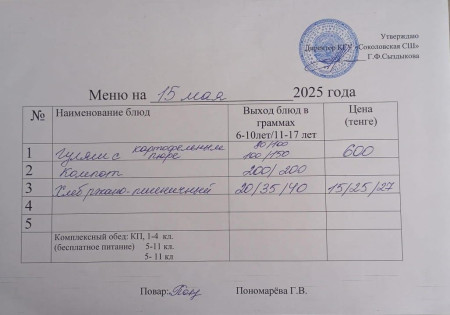 Утверждаю
Директор КГУ «Соколовская СШ»
Г.Ф.Сыздыкова
Меню на 15 мая 2025 года
№ Наименование блюд Выход блюд в граммах 6-10лет/11-17 лет Цена (тенге)
1 Гуляш с картофельным пюре 80/100 100/150 600
2 Компот 200/200
3 Хлеб ржано-пшеничный 20/35/40 15/25/27
4
5
Комплексный обед: КП, 1-4 кл.
(бесплатное питание) 5-11 кл.
5- 11 кл
Повар: Пономарёва Г.В.